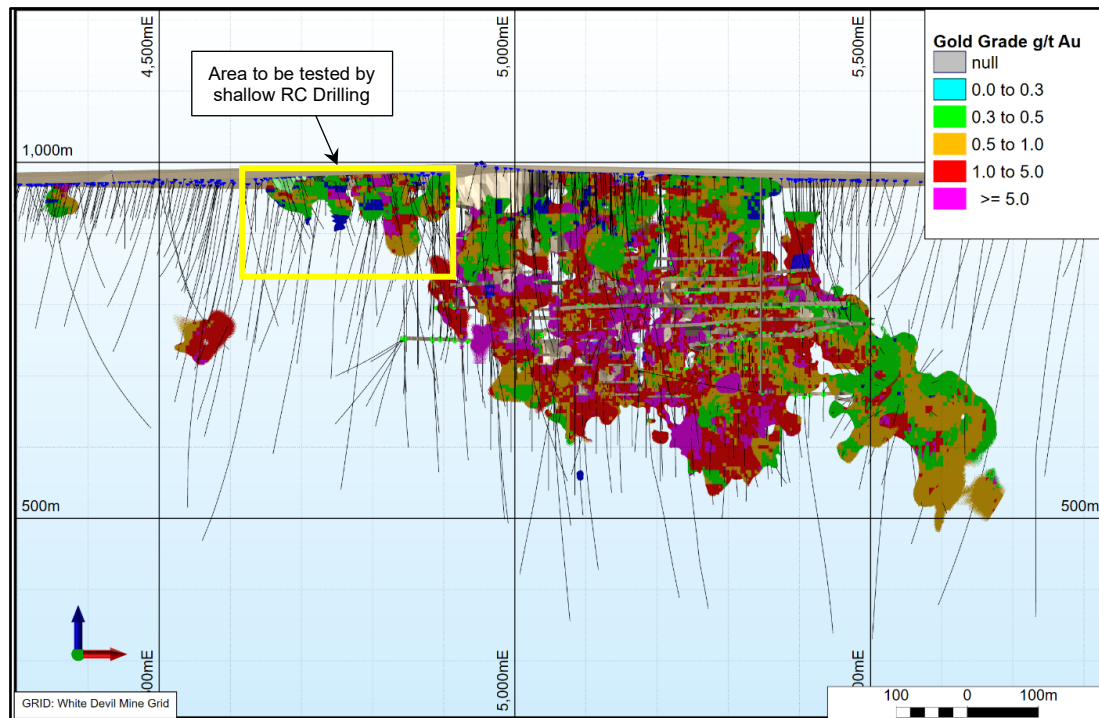 4,500mE
5,000mE
5,500mE
Gold Grade g/t Au
null
0.0 to 0.3
0.3 to 0.5
0.5 to 1.0
1.0 to 5.0
>= 5.0
Area to be tested by
shallow RC Drilling
1,000m
500m
500m
5,000mE
GRID: White Devil Mine Grid
100 0 100m